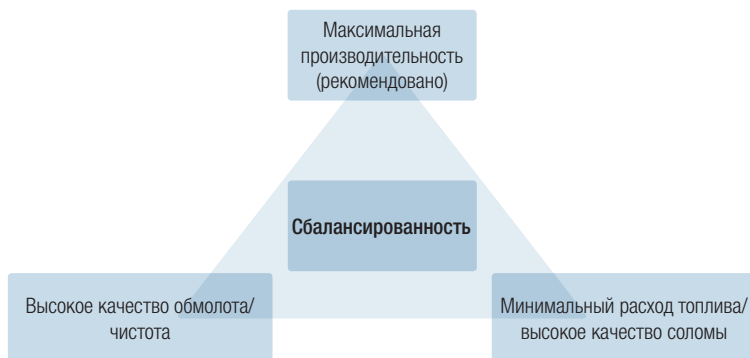 Максимальная
производительность
(рекомендовано)
Сбалансированность
Высокое качество обмолота/
чистота
Минимальный расход топлива/
высокое качество соломы